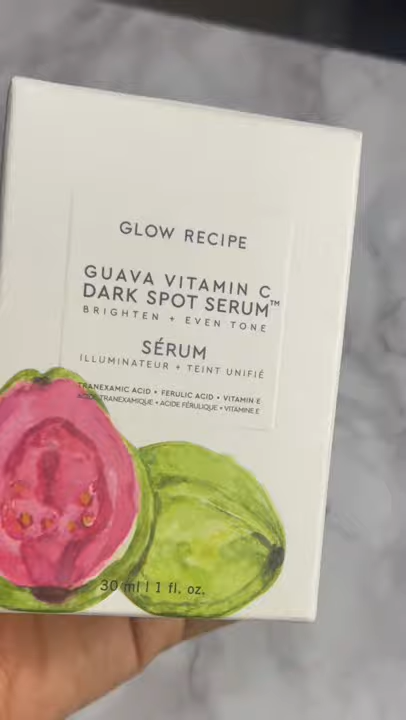 GLOW RECIPE
GUAVA VITAMIN C
DARK SPOT SERUM™
BRIGHTEN + EVEN TONE
SÉRUM
ILLUMINATEUR + TEINT UNIFIÉ
TRANEXAMIC ACID • FERULIC ACID • VITAMIN E
ACIDE TRANEXAMIQUE • ACIDE FÉRULIQUE • VITAMINE E
30 ml | 1 fl. oz.